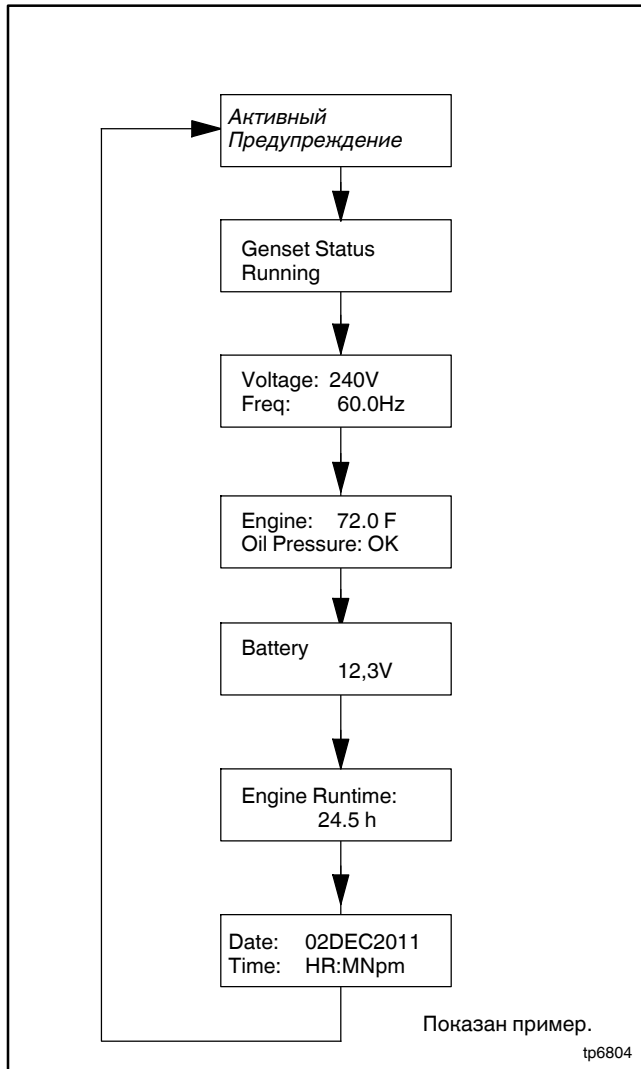 Активный
Предупреждение
Genset Status
Running
Voltage: 240V
Freq: 60.0Hz
Engine: 72.0 F
Oil Pressure: OK
Battery
12,3V
Engine Runtime:
24.5 h
Date: 02DEC2011
Time: HR:MNpm
Показан пример.
tp6804